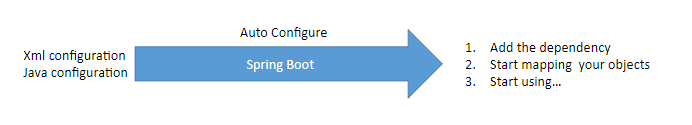 Auto Configure
Xml configuration
Java configuration
Spring Boot
1. Add the dependency
2. Start mapping your objects
3. Start using...